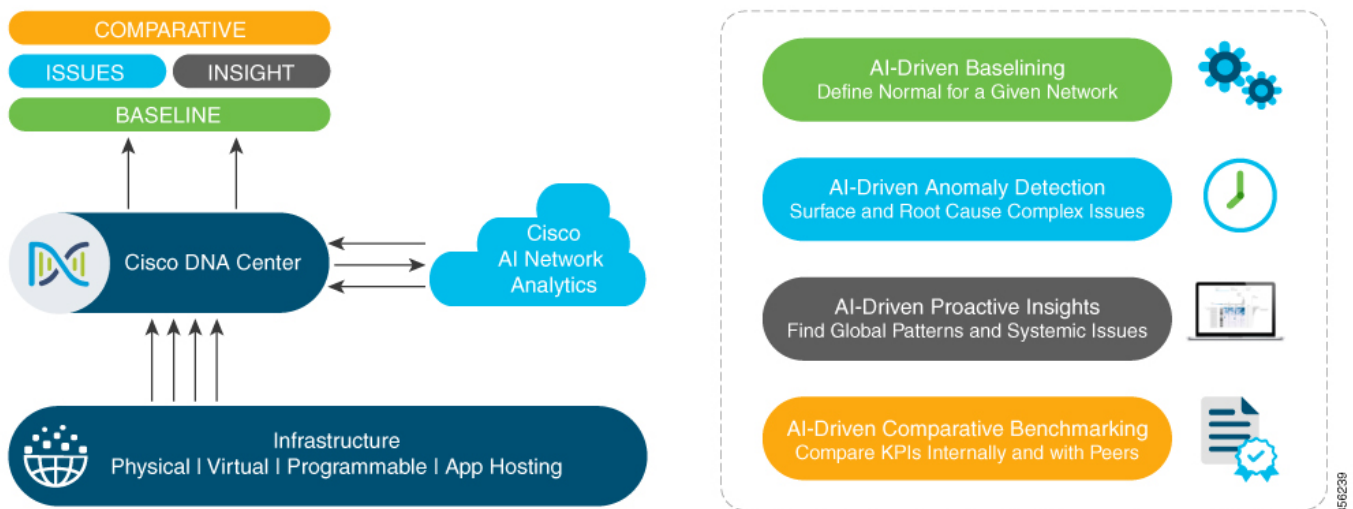 COMPARATIVE
ISSUES
INSIGHT
BASELINE
Cisco DNA Center
Cisco
AI Network
Analytics
Infrastructure
Physical | Virtual | Programmable | App Hosting
AI-Driven Baselining
Define Normal for a Given Network
AI-Driven Anomaly Detection
Surface and Root Cause Complex Issues
AI-Driven Proactive Insights
Find Global Patterns and Systemic Issues
AI-Driven Comparative Benchmarking
Compare KPIs Internally and with Peers